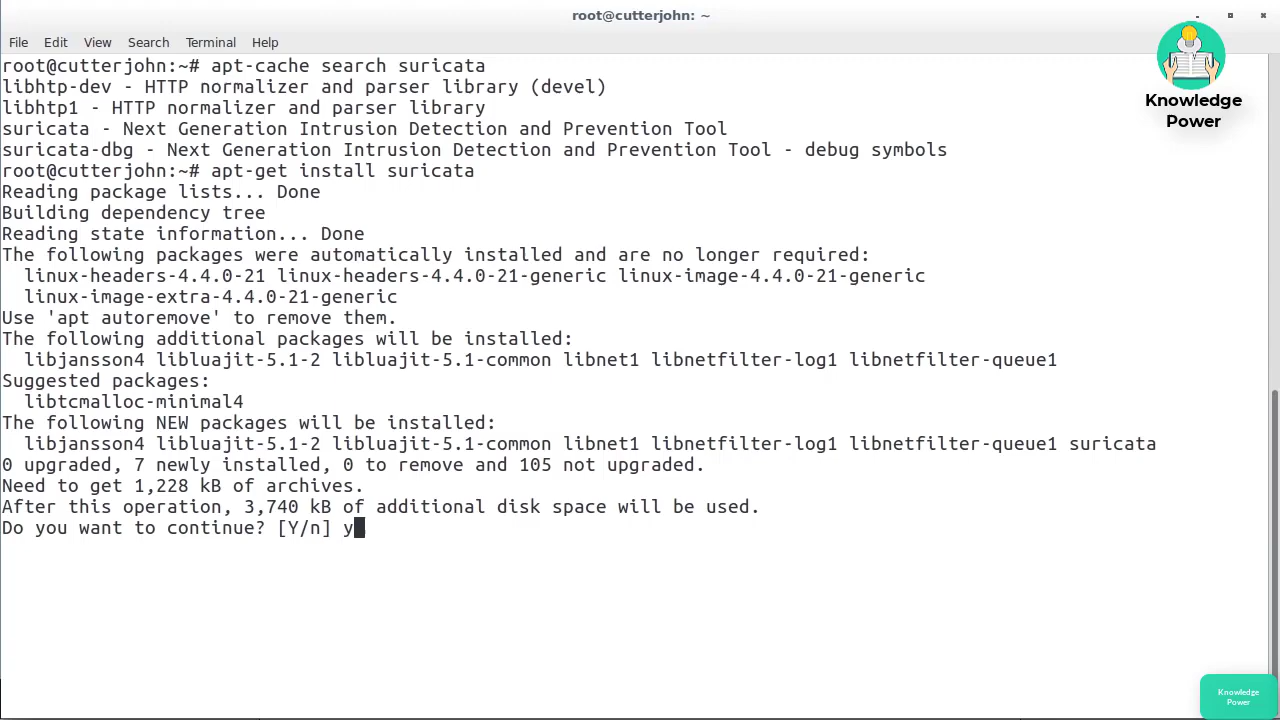 root@cutterjohn: ~
File Edit View Search Terminal Help
root@cutterjohn:~# apt-cache search suricata
libhtp-dev - HTTP normalizer and parser library (devel)
libhtp1 - HTTP normalizer and parser library
suricata - Next Generation Intrusion Detection and Prevention Tool
suricata-dbg - Next Generation Intrusion Detection and Prevention Tool - debug symbols
root@cutterjohn:~# apt-get install suricata
Reading package lists... Done
Building dependency tree
Reading state information... Done
The following packages were automatically installed and are no longer required:
  linux-headers-4.4.0-21 linux-headers-4.4.0-21-generic linux-image-4.4.0-21-generic
  linux-image-extra-4.4.0-21-generic
Use 'apt autoremove' to remove them.
The following additional packages will be installed:
  libjansson4 libluajit-5.1-2 libluajit-5.1-common libnet1 libnetfilter-log1 libnetfilter-queue1
Suggested packages:
  libtcmalloc-minimal4
The following NEW packages will be installed:
  libjansson4 libluajit-5.1-2 libluajit-5.1-common libnet1 libnetfilter-log1 libnetfilter-queue1 suricata
0 upgraded, 7 newly installed, 0 to remove and 105 not upgraded.
Need to get 1,228 kB of archives.
After this operation, 3,740 kB of additional disk space will be used.
Do you want to continue? [Y/n] y
Knowledge
Power
Knowledge
Power